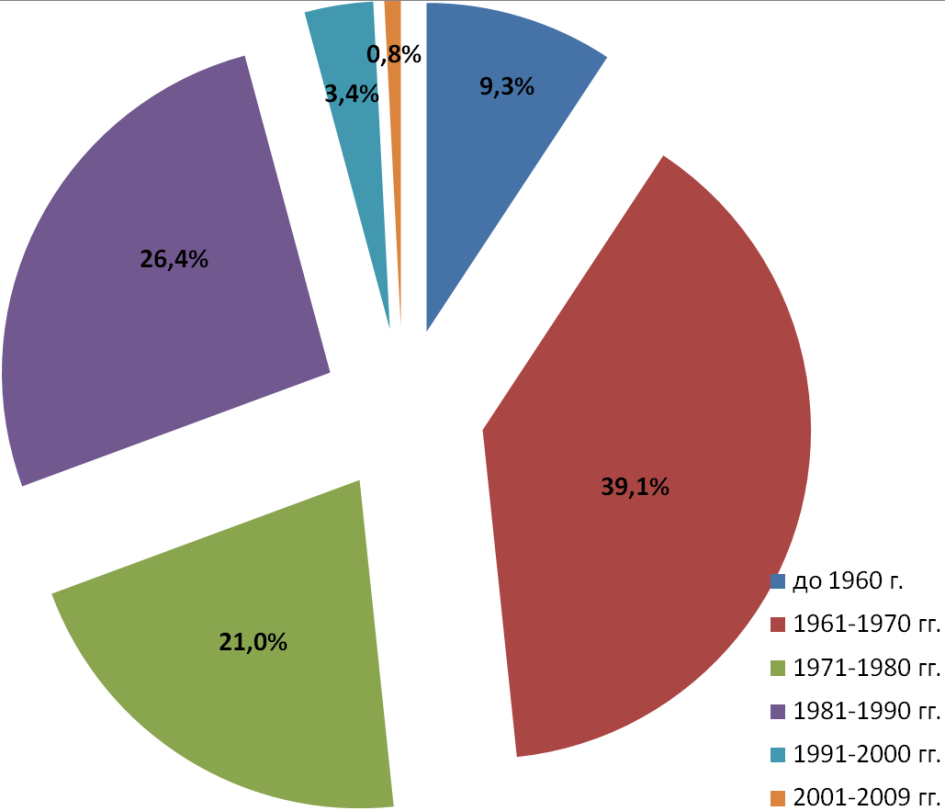 0,8%
3,4%
9,3%
26,4%
39,1%
21,0%
до 1960 г.
1961-1970 гг.
1971-1980 гг.
1981-1990 гг.
1991-2000 гг.
2001-2009 гг.